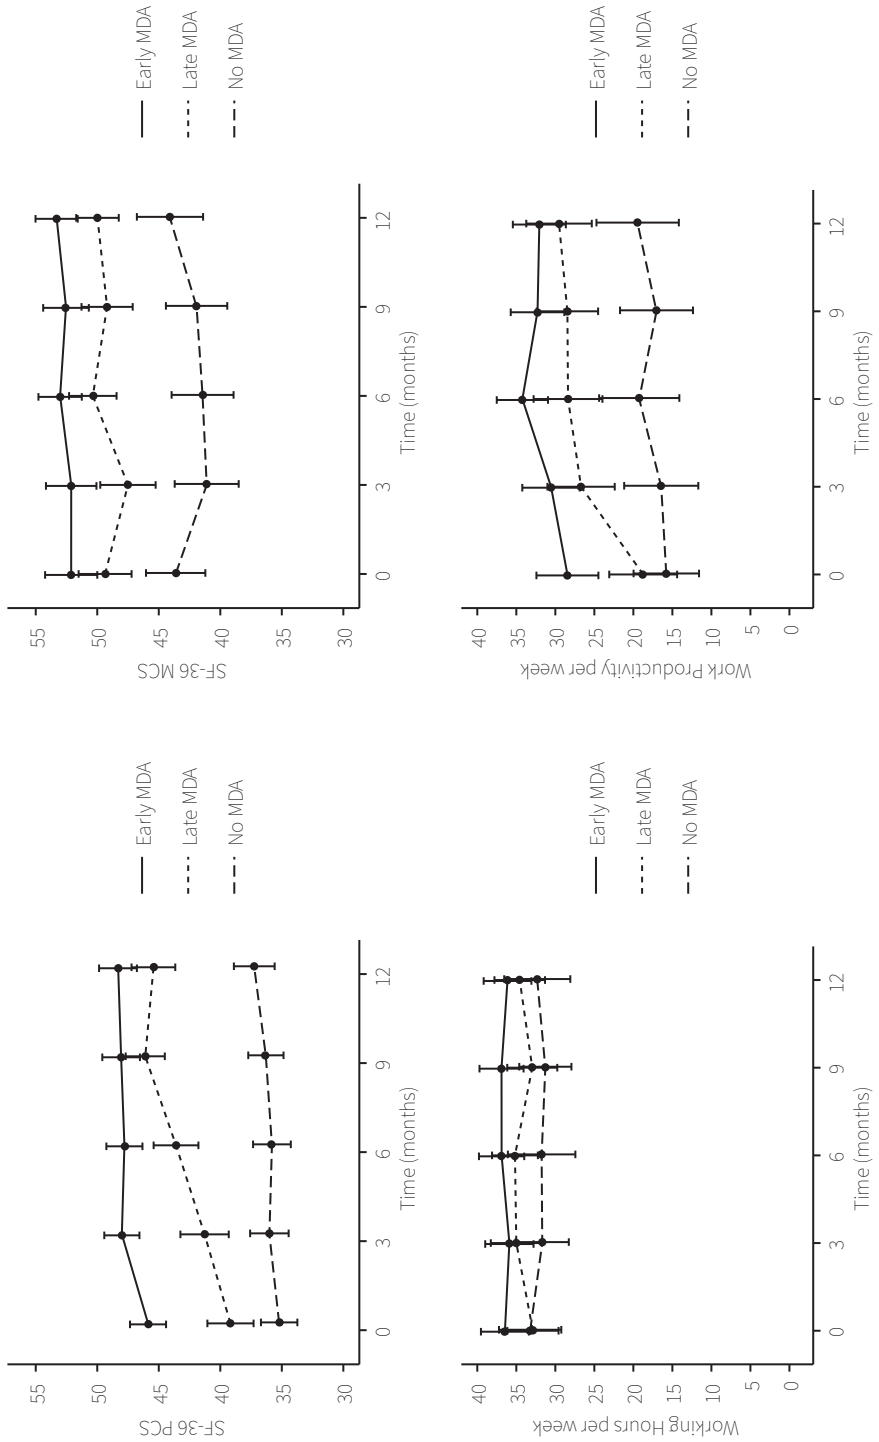 SF-36 PCS
55
50
45
40
35
30
0
3
6
9
12
Time (months)
Early MDA
Late MDA
No MDA
SF-36 MCS
55
50
45
40
35
30
0
3
6
9
12
Time (months)
Early MDA
Late MDA
No MDA
Working Hours per week
40
35
30
25
20
15
10
5
0
0
3
6
9
12
Time (months)
Early MDA
Late MDA
No MDA
Work Productivity per week
40
35
30
25
20
15
10
5
0
0
3
6
9
12
Time (months)
Early MDA
Late MDA
No MDA